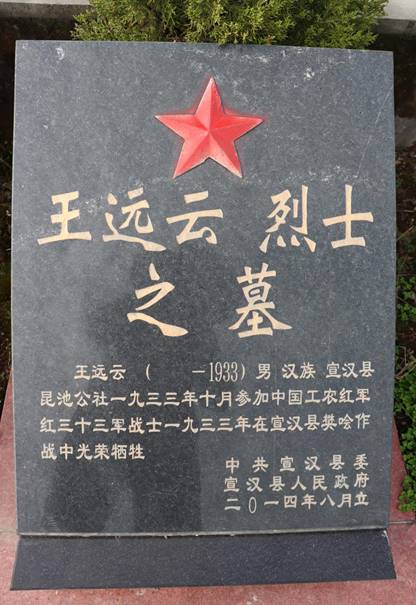 王远云 烈士
之墓
王远云 ( —1933) 男 汉族 宣汉县
昆池公社一九三三年十月参加中国工农红军
红三十三军战士一九三三年在宣汉县樊哙作
战中光荣牺牲
中共宣汉县委
宣汉县人民政府
二0一四年八月立